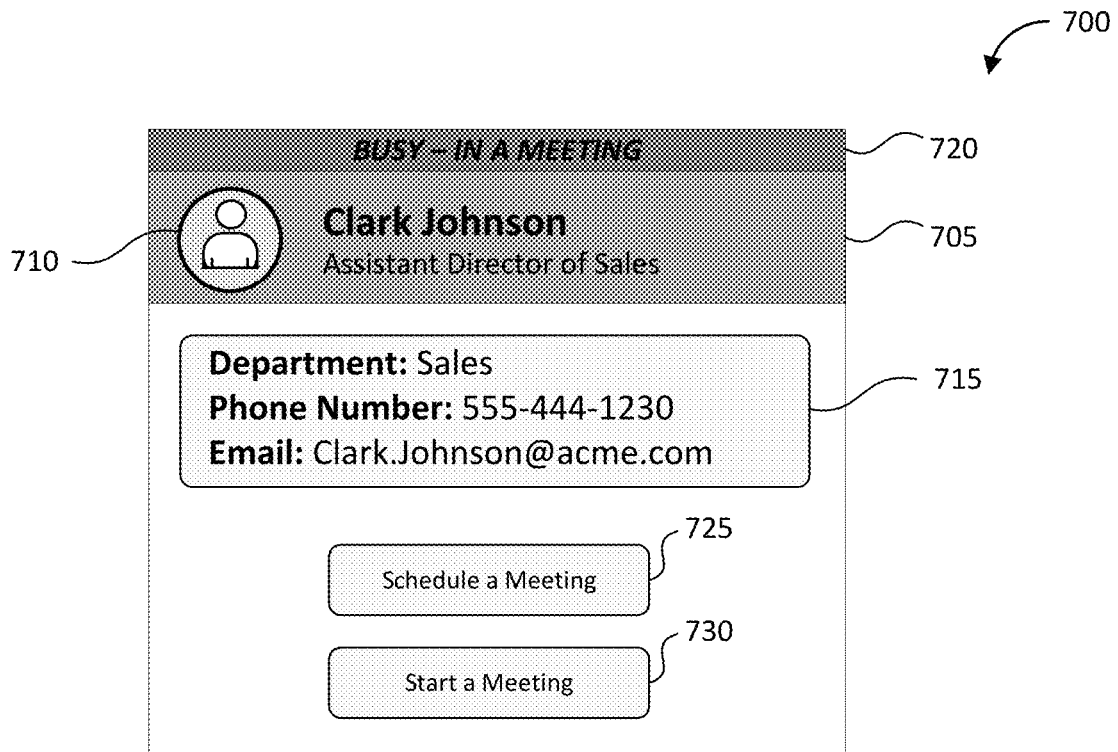 700
BUSY – IN A MEETING
720
Clark Johnson
705
710
Assistant Director of Sales
Department: Sales
715
Phone Number: 555-444-1230
Email: Clark.Johnson@acme.com
725
Schedule a Meeting
730
Start a Meeting